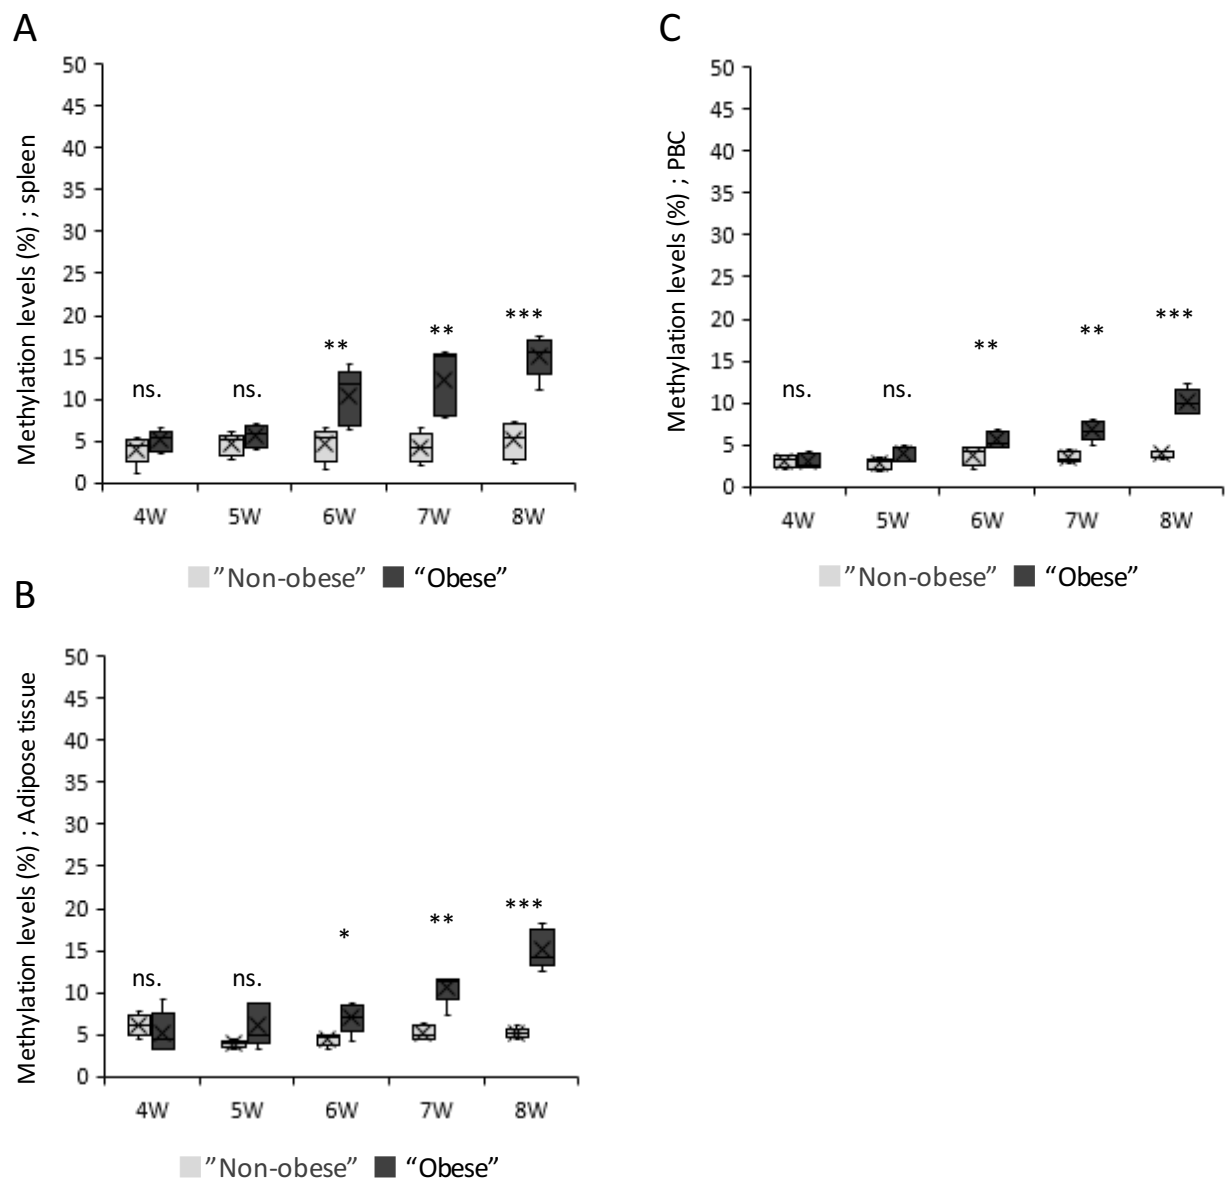 A
Methylation levels (%) ; spleen
50
45
40
35
30
25
20
15
10
5
0
ns.
ns.
**
**
***
4W 5W 6W 7W 8W
”Non-obese” “Obese”
C
Methylation levels (%) ; PBC
50
45
40
35
30
25
20
15
10
5
0
ns.
ns.
**
**
***
4W 5W 6W 7W 8W
”Non-obese” “Obese”
B
Methylation levels (%) ; Adipose tissue
50
45
40
35
30
25
20
15
10
5
0
ns.
ns.
*
**
***
4W 5W 6W 7W 8W
”Non-obese” “Obese”